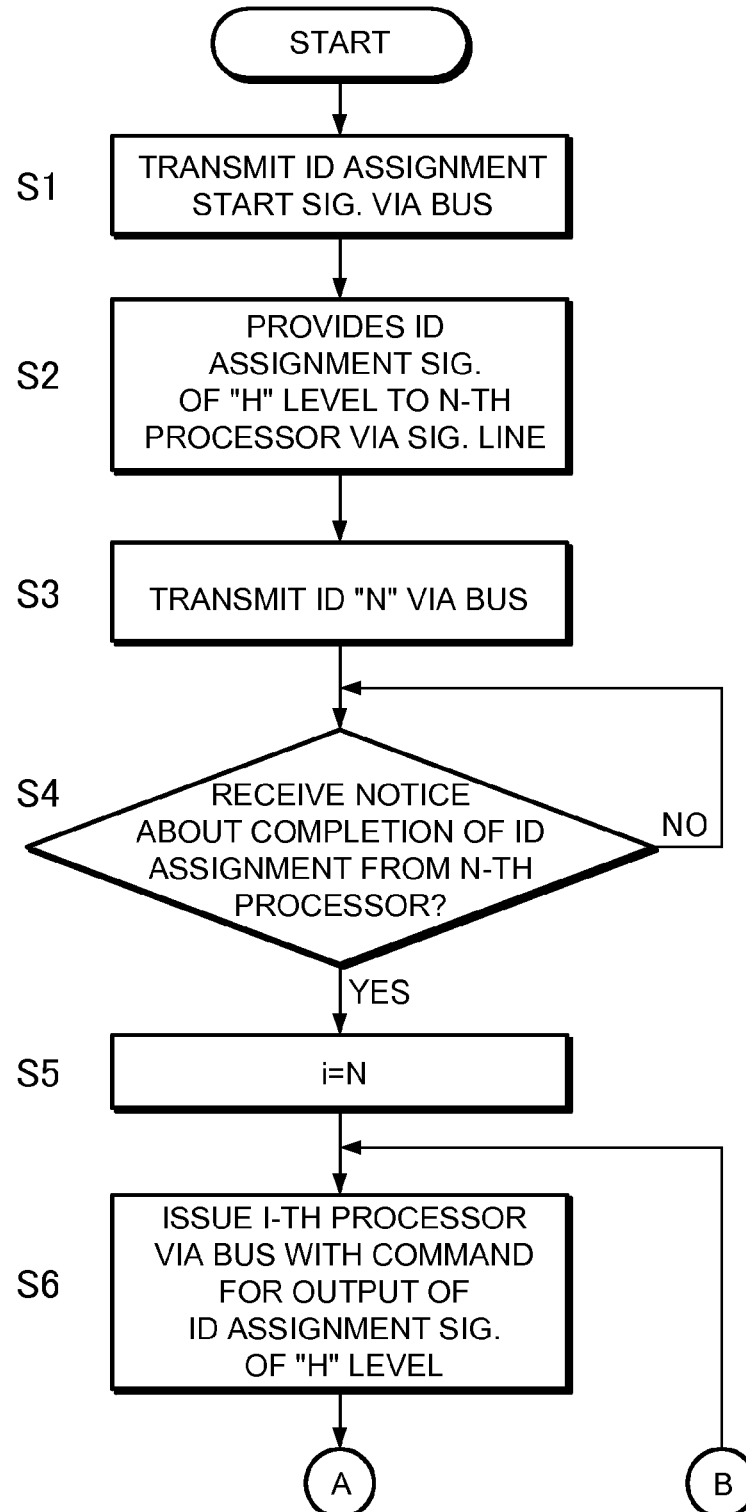 START
S1
TRANSMIT ID ASSIGNMENT
START SIG. VIA BUS
S2
PROVIDES ID
ASSIGNMENT SIG.
OF "H" LEVEL TO N-TH
PROCESSOR VIA SIG. LINE
S3
TRANSMIT ID "N" VIA BUS
S4
RECEIVE NOTICE
ABOUT COMPLETION OF ID
ASSIGNMENT FROM N-TH
PROCESSOR?
NO
YES
S5
i=N
S6
ISSUE I-TH PROCESSOR
VIA BUS WITH COMMAND
FOR OUTPUT OF
ID ASSIGNMENT SIG.
OF "H" LEVEL
A
B